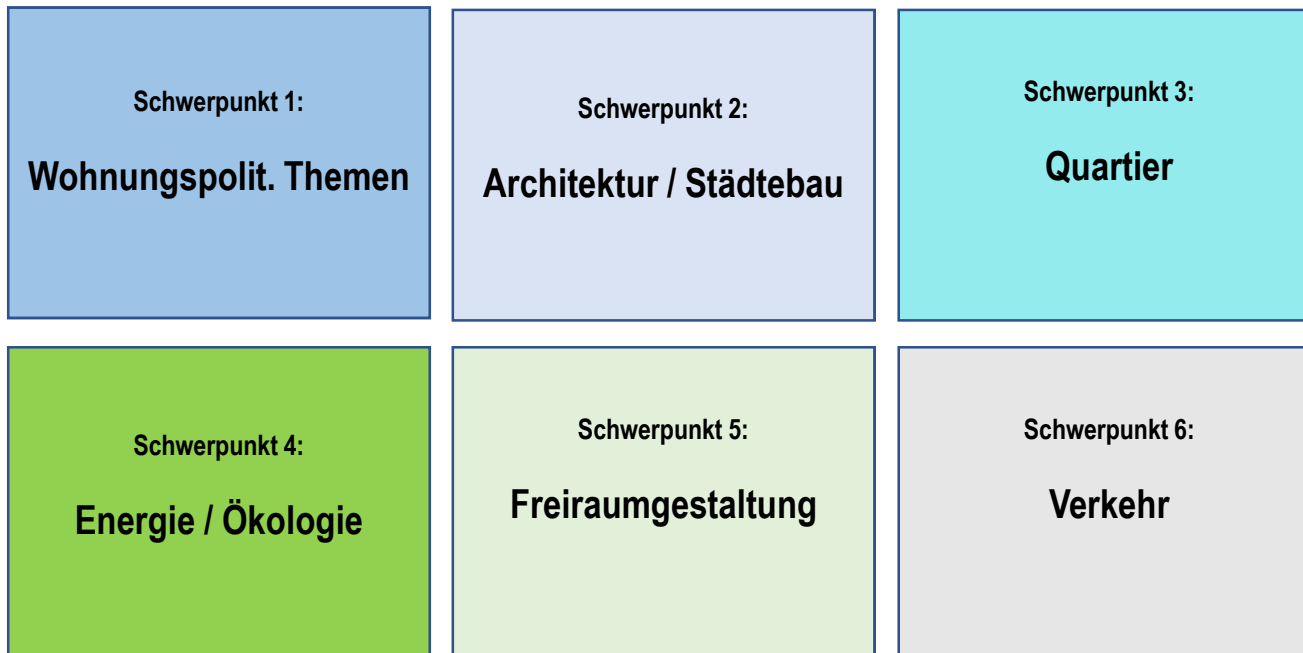 Schwerpunkt 1:
Wohnungspolit. Themen
Schwerpunkt 2:
Architektur / Städtebau
Schwerpunkt 3:
Quartier
Schwerpunkt 4:
Energie / Ökologie
Schwerpunkt 5:
Freiraumgestaltung
Schwerpunkt 6:
Verkehr